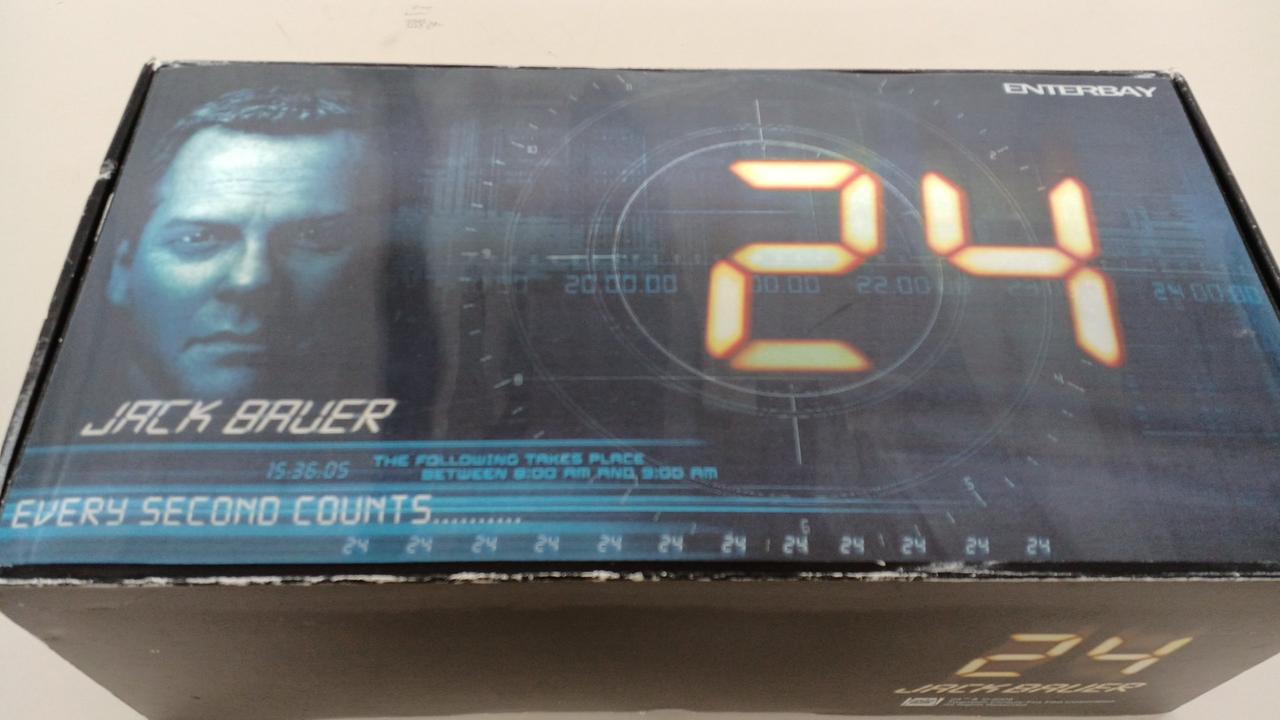 ENTERBAY
24
20:00:00
00:00
22:00
24:00:00
JACK BAUER
15:36:05
THE FOLLOWING TAKES PLACE
BETWEEN 8:00 AM AND 9:00 AM
EVERY SECOND COUNTS..........
24 24 24 24 24 24 24 24 24 24 24 24
24
JACK BAUER